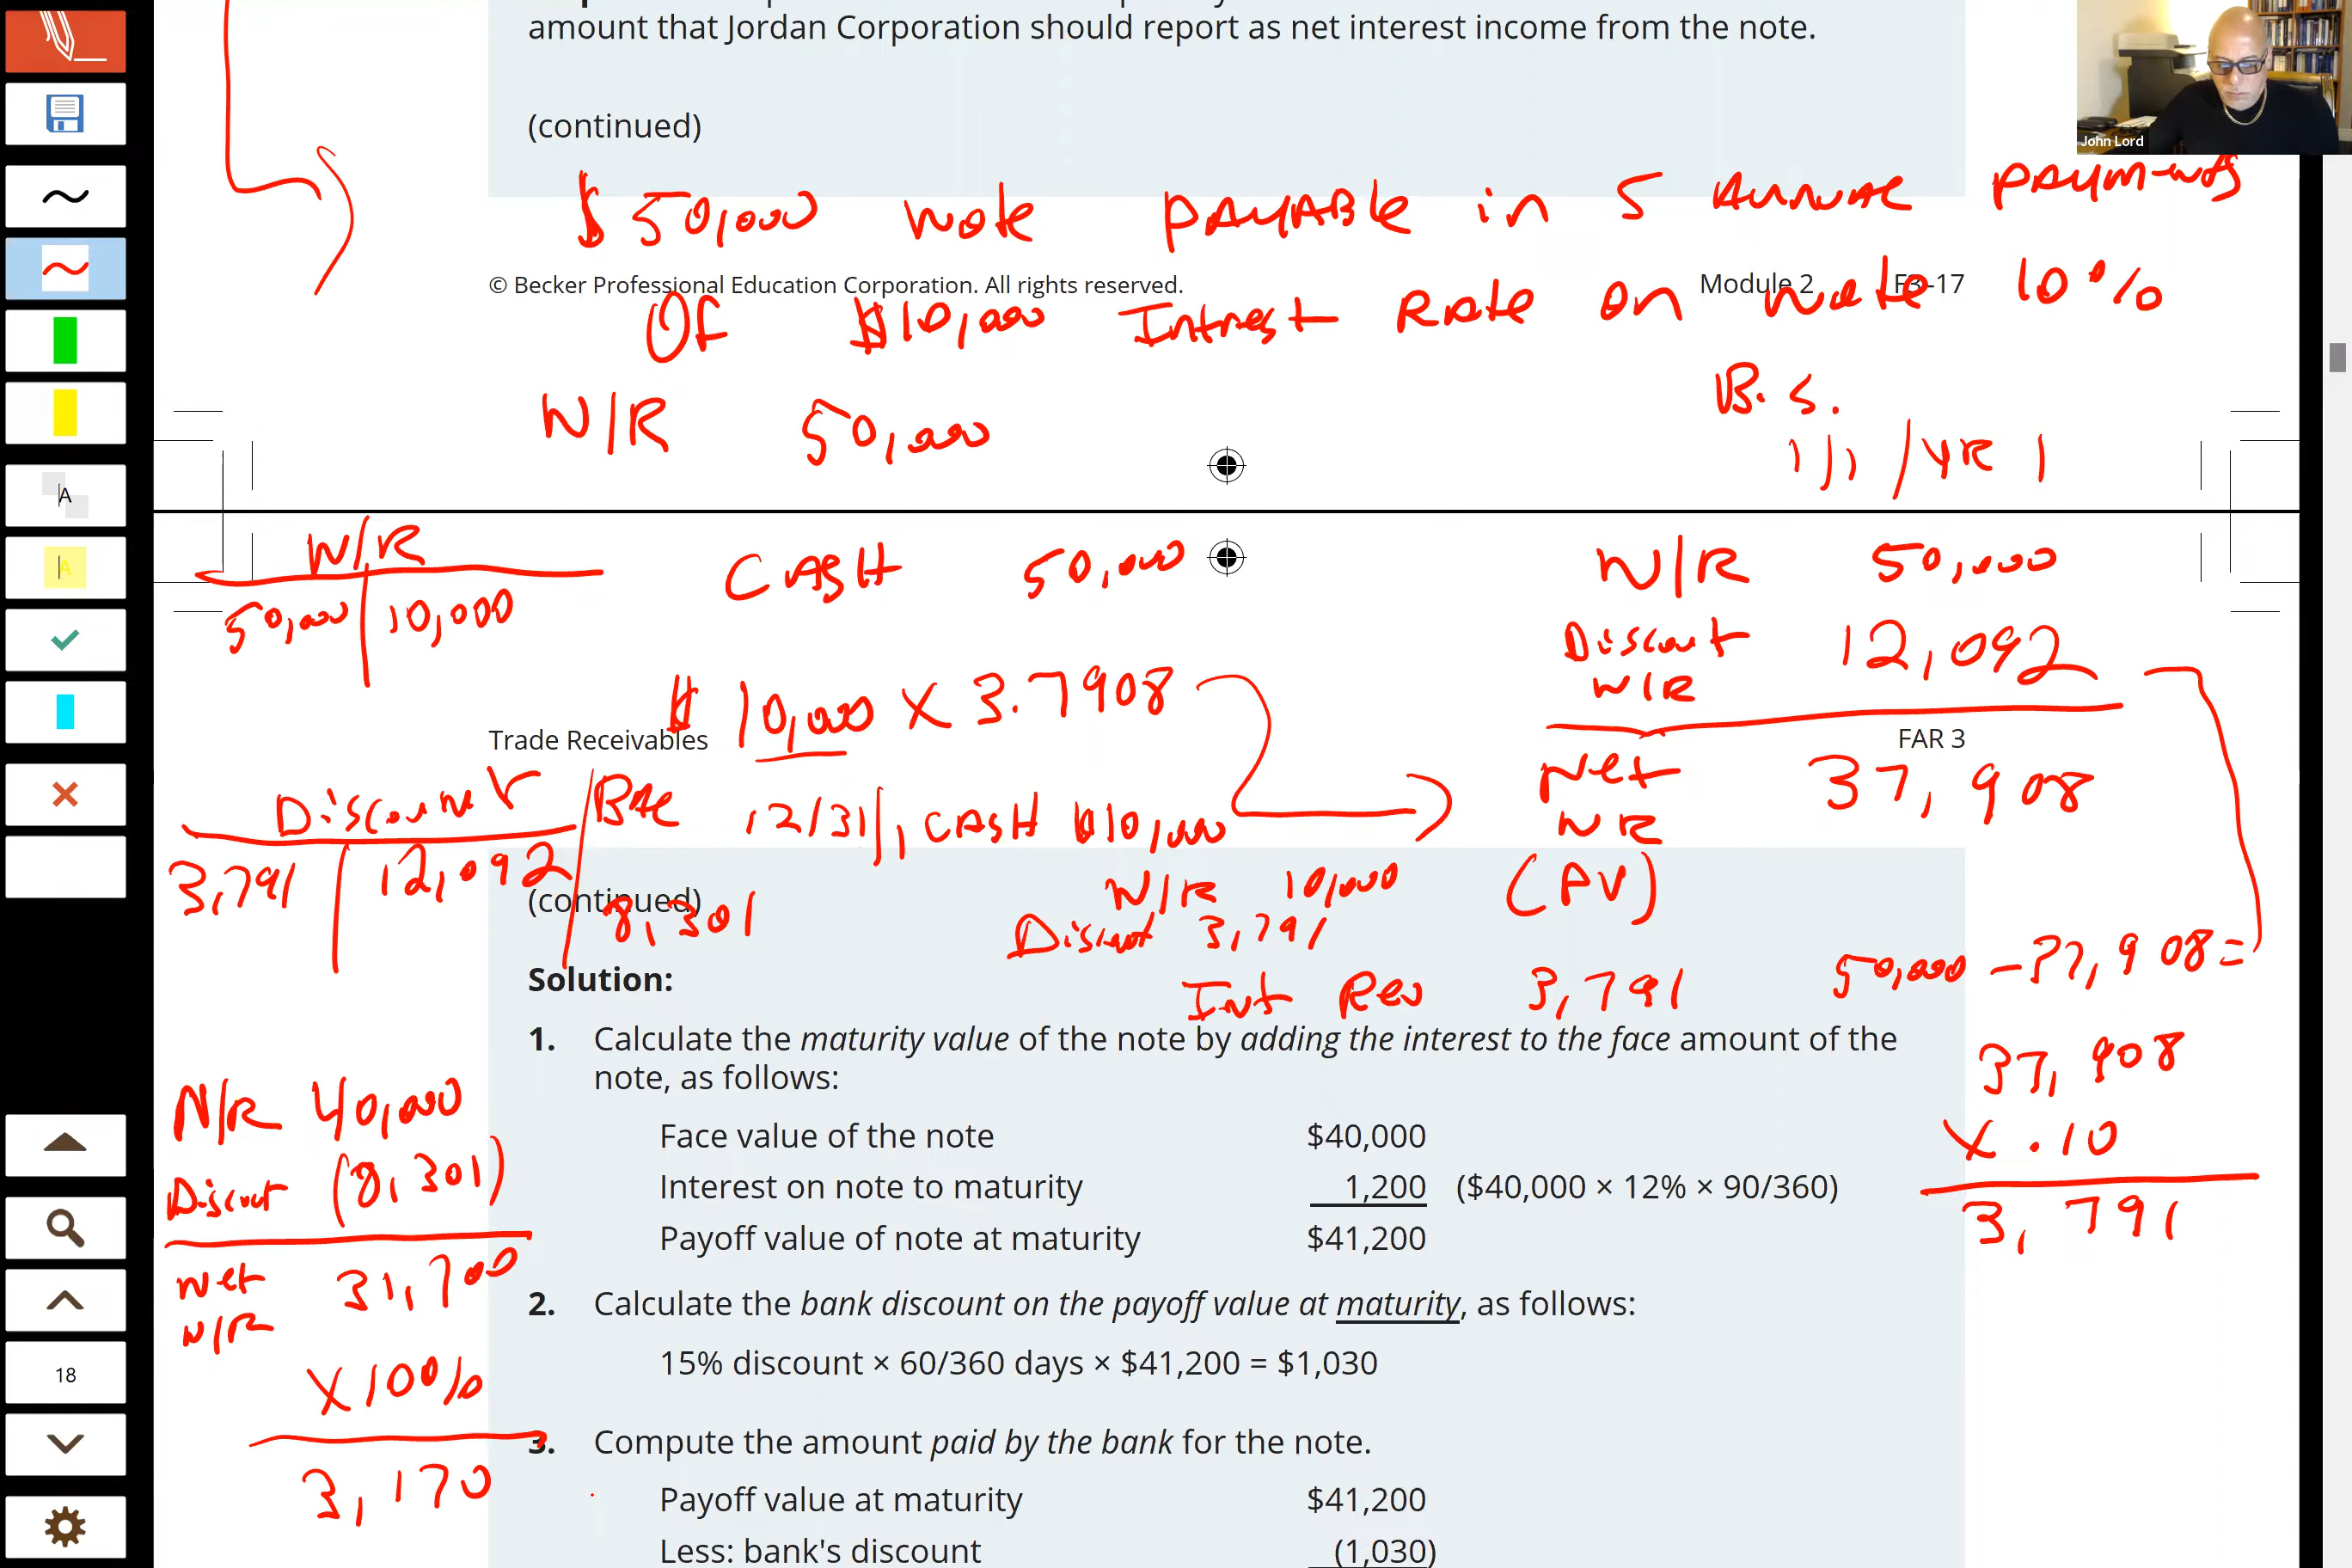 amount that Jordan Corporation should report as net interest income from the note.
John Lord
(continued)
$50,000 Note PAYABLE in 5 ANNUAL
© Becker Professional Education Corporation. All rights reserved.
Module 2 F3-17
OF $10,000 Rate on Note 10%
N/R 50,000
B.S.
1/1/YR 1
N/R
50,000 10,000
CASH 50,000
N/R 50,000
Discount N/R 12,092
$10,000 X 3.7908
Trade Receivables
FAR 3
Net NR 37,908
(PV)
Discount
3,791 12,092
8,301
12/31/1 CASH $10,000
N/R 10,000
3,791
Int Rev 3,791
50,000 - 37,908 =
37,908
X .10
3,791
(continued)
Solution:
1. Calculate the maturity value of the note by adding the interest to the face amount of the
note, as follows:
Face value of the note $40,000
Interest on note to maturity 1,200 ($40,000 × 12% × 90/360)
Payoff value of note at maturity $41,200
2. Calculate the bank discount on the payoff value at maturity, as follows:
15% discount × 60/360 days × $41,200 = $1,030
3. Compute the amount paid by the bank for the note.
Payoff value at maturity $41,200
Less: bank's discount (1,030)
N/R 40,000
(8,301)
Net N/R 31,700
X 10%
3,170
18